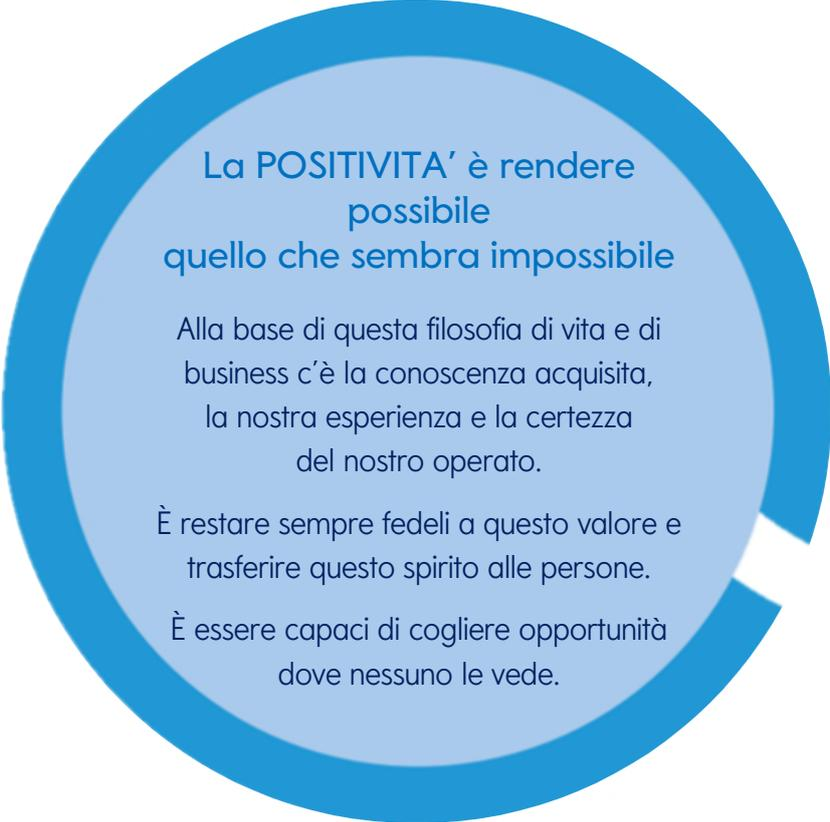 La POSITIVITA’ è rendere
possibile
quello che sembra impossibile
Alla base di questa filosofia di vita e di
business c’è la conoscenza acquisita,
la nostra esperienza e la certezza
del nostro operato.
È restare sempre fedeli a questo valore e
trasferire questo spirito alle persone.
È essere capaci di cogliere opportunità
dove nessuno le vede.